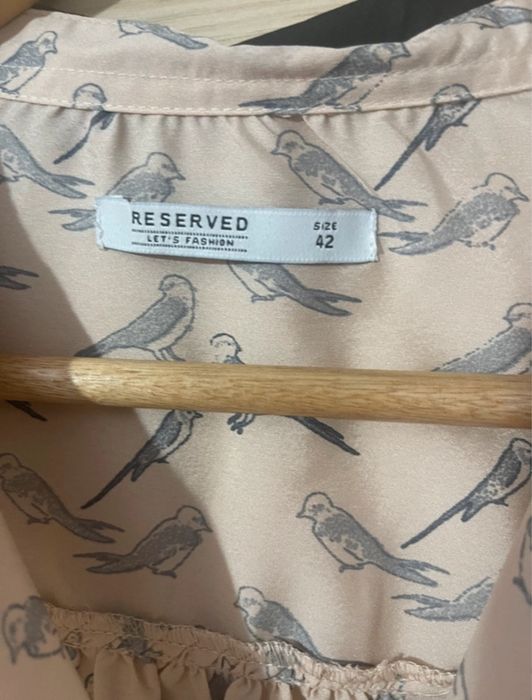 RESERVED
LET'S FASHION
SIZE
42